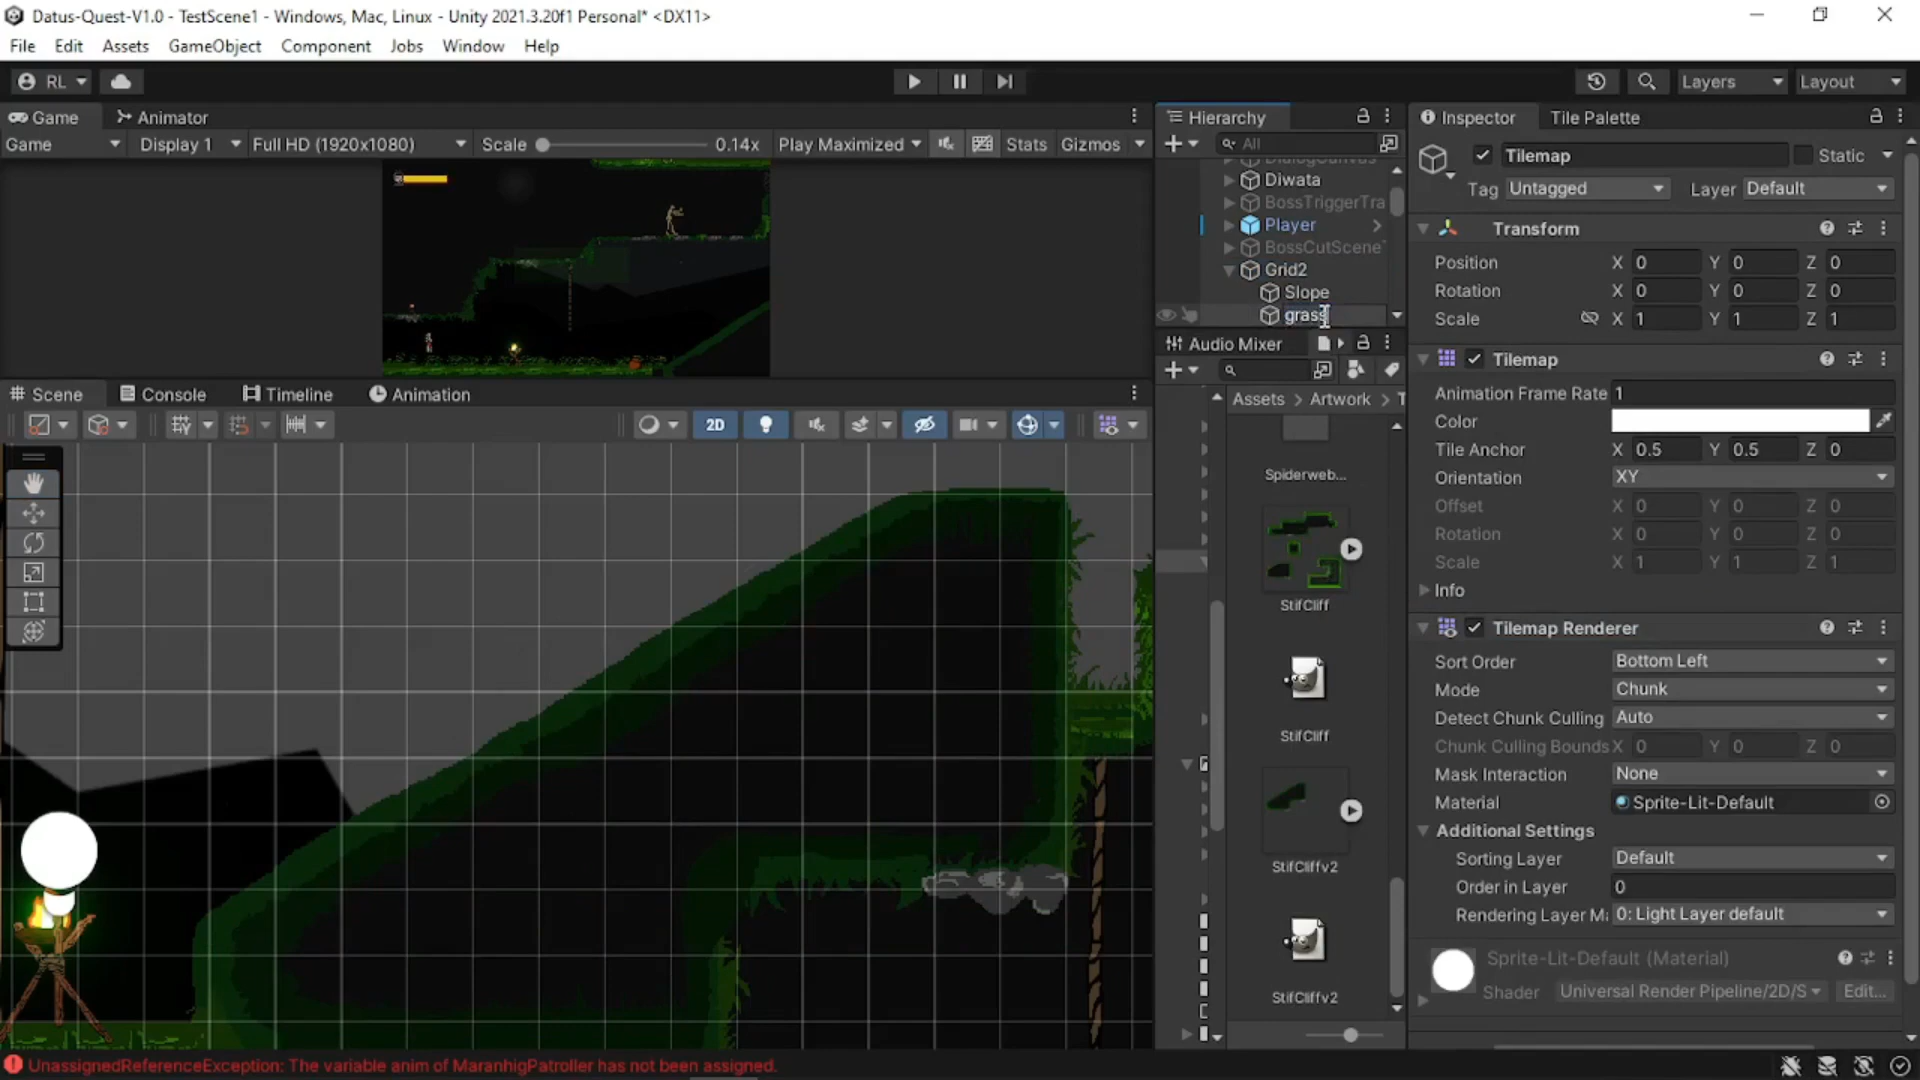 Datus-Quest-V1.0 - TestScene1 - Windows, Mac, Linux - Unity 2021.3.20f1 Personal* <DX11>
File Edit Assets GameObject Component Jobs Window Help
RL Layers Layout
Game Animator
Game Display 1 Full HD (1920x1080) Scale 0.14x Play Maximized Stats Gizmos
Hierarchy
All
DialogCanvas
Diwata
BossTriggerTra
Player
BossCutScene
Grid2
Slope
grass
Audio Mixer
Assets > Artwork > T
Spiderweb...
StifCliff
StifCliff
StifCliffv2
StifCliffv2
Scene Console Timeline Animation
2D
Inspector Tile Palette
Tilemap Static
Tag Untagged Layer Default
Transform
Position X 0 Y 0 Z 0
Rotation X 0 Y 0 Z 0
Scale X 1 Y 1 Z 1
Tilemap
Animation Frame Rate 1
Color
Tile Anchor X 0.5 Y 0.5 Z 0
Orientation XY
Offset X 0 Y 0 Z 0
Rotation X 0 Y 0 Z 0
Scale X 1 Y 1 Z 1
Info
Tilemap Renderer
Sort Order Bottom Left
Mode Chunk
Detect Chunk Culling Auto
Chunk Culling Bounds X 0 Y 0 Z 0
Mask Interaction None
Material Sprite-Lit-Default
Additional Settings
Sorting Layer Default
Order in Layer 0
Rendering Layer Ma 0: Light Layer default
Sprite-Lit-Default (Material)
Shader Universal Render Pipeline/2D/S Edit...
UnassignedReferenceException: The variable anim of MaranhigPatroller has not been assigned.